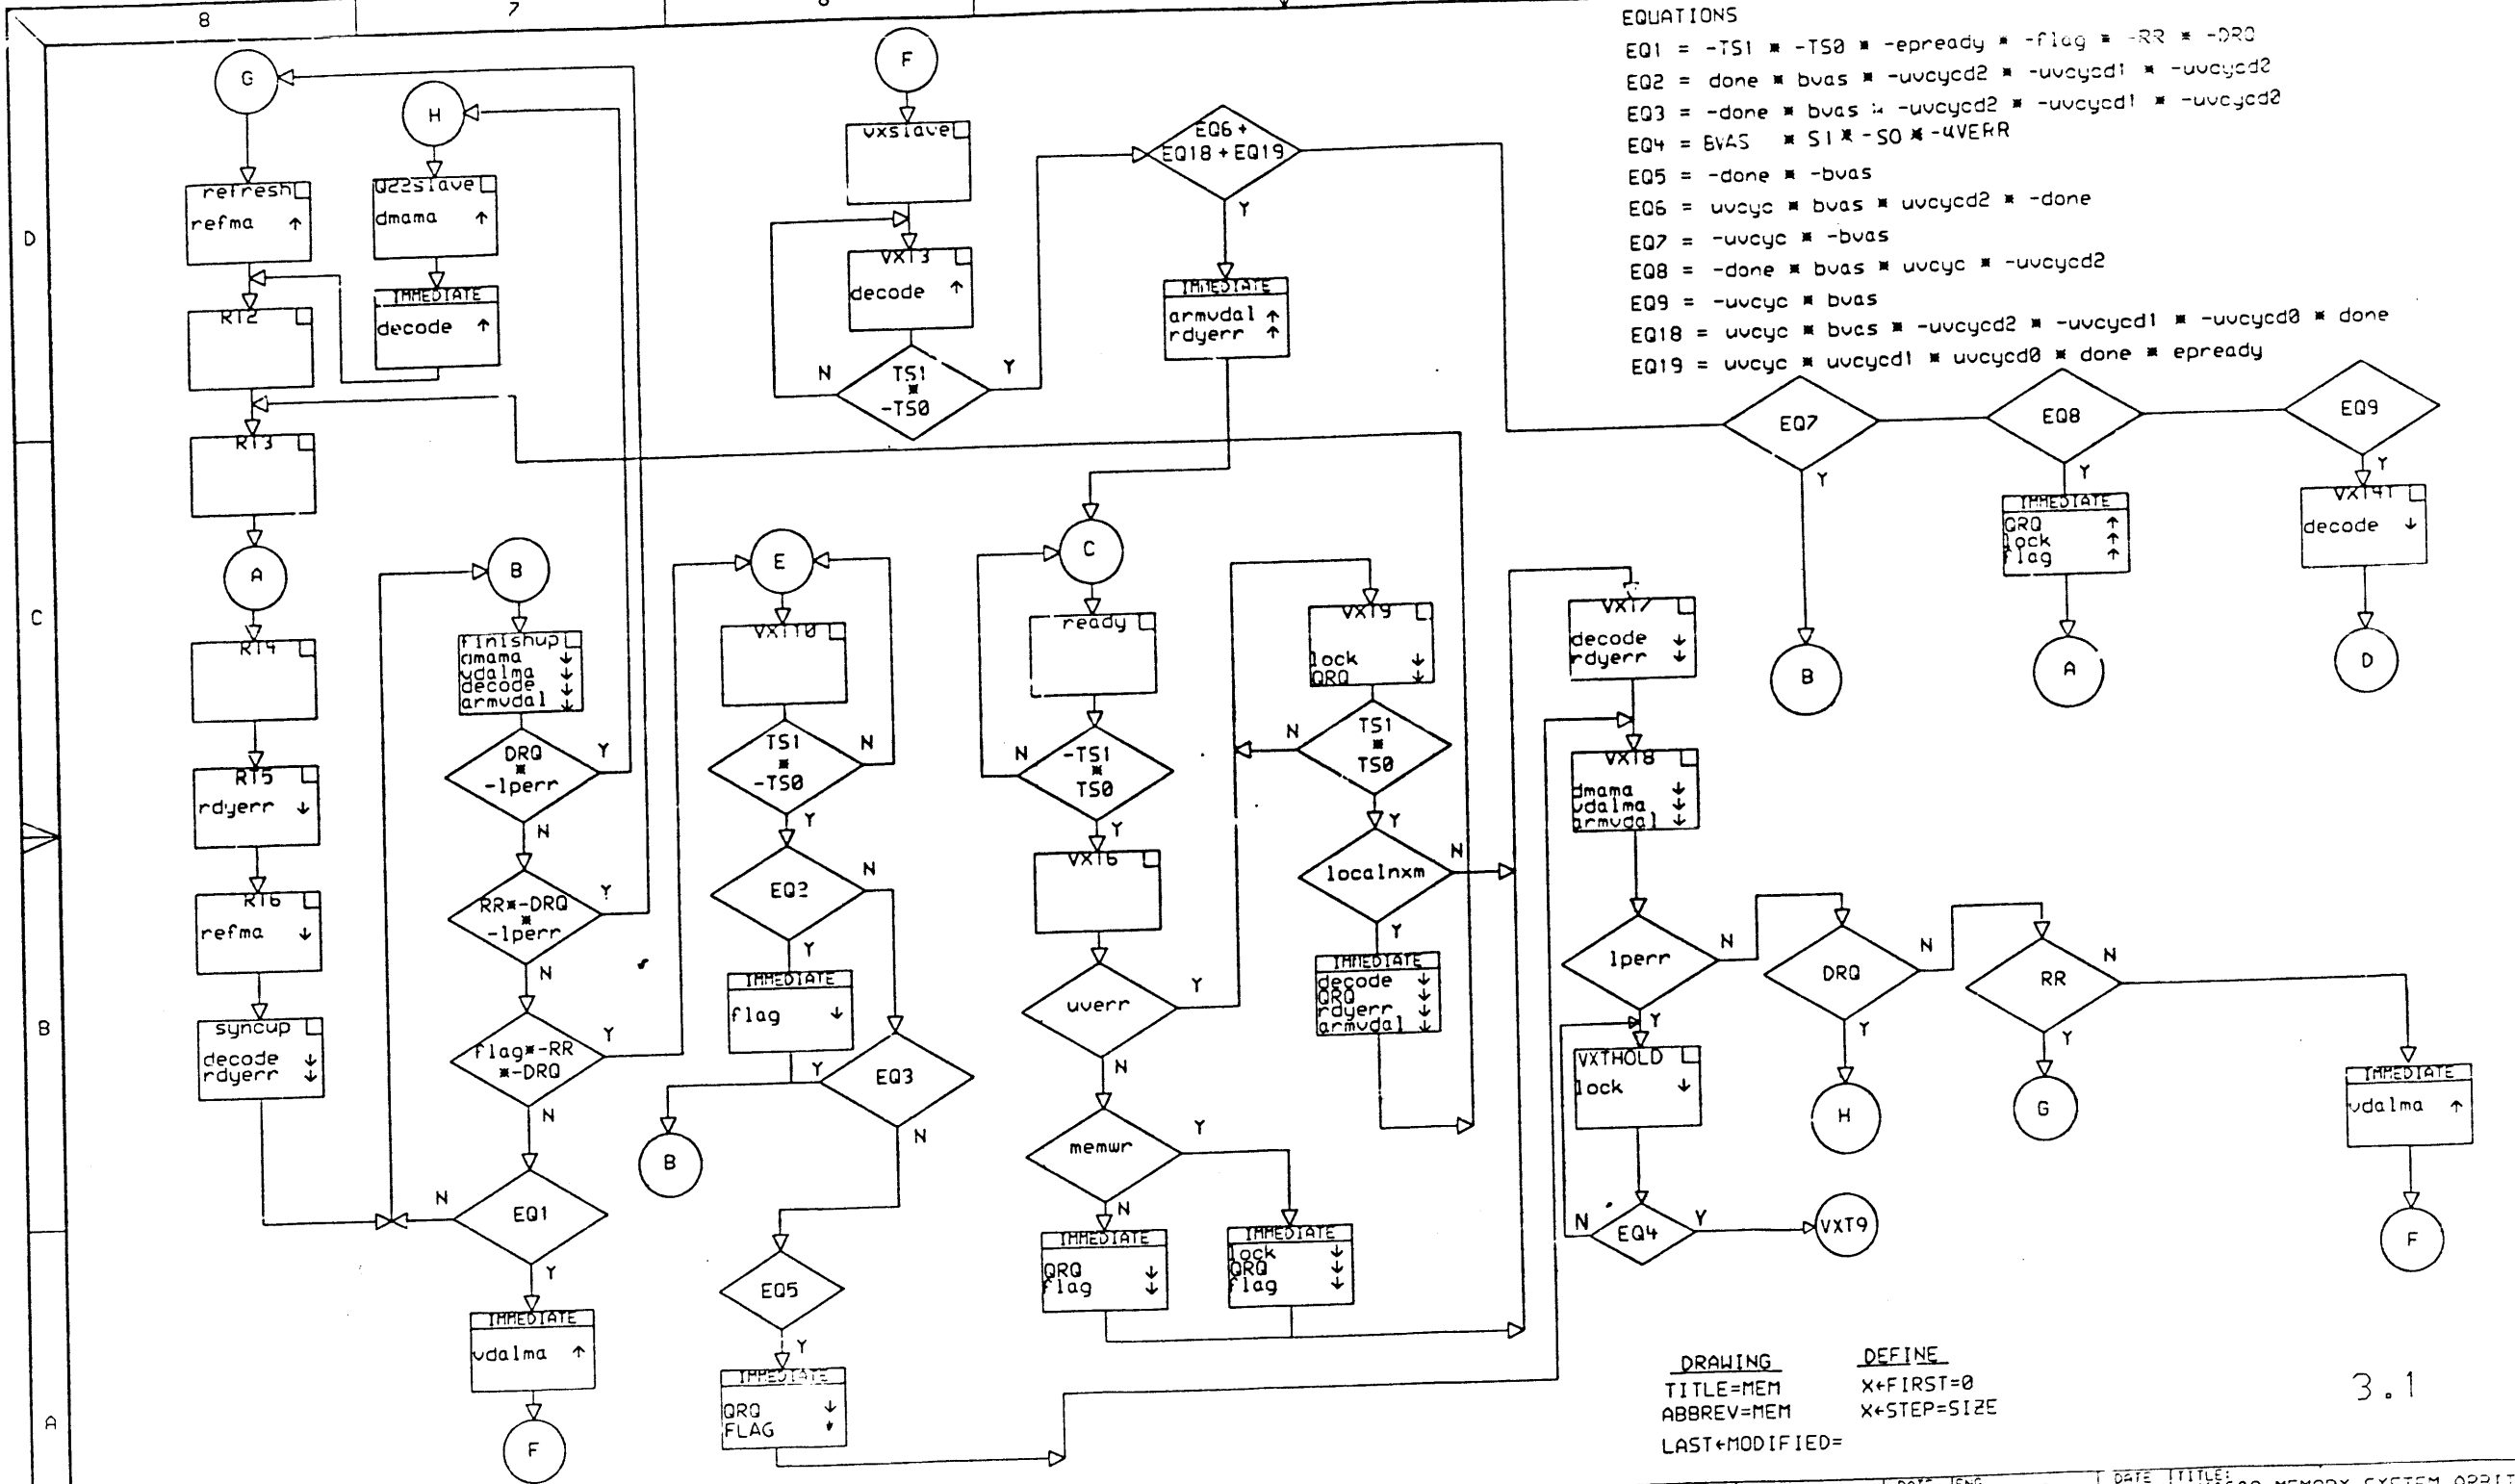 8
7
EQUATIONS
EQ1 = -TS1 * -TS0 * -epready * -flag * -RR * -DRQ
EQ2 = done * bvas * -uvcycd2 * -uvcycd1 * -uvcycd2
EQ3 = -done * bvas * -uvcycd2 * -uvcycd1 * -uvcycd0
EQ4 = BVAS * S1 * -S0 * -UVERR
EQ5 = -done * -bvas
EQ6 = uvcyc * bvas * uvcycd2 * -done
EQ7 = -uvcyc * -bvas
EQ8 = -done * bvas * uvcyc * -uvcycd2
EQ9 = -uvcyc * bvas
EQ18 = uvcyc * bvas * -uvcycd2 * -uvcycd1 * -uvcycd0 * done
EQ19 = uvcyc * uvcycd1 * uvcycd0 * done * epready
D
C
B
A
G
refresh
refma ↑
RT2
RT3
A
RT4
RT5
rdyerr ↓
RT6
refma ↓
syncup
decode ↓
rdyerr ↓
H
Q22slave
dmama ↑
IMMEDIATE
decode ↑
B
finishup
dmama ↓
vdalma ↓
decode ↓
armvdal ↓
DRQ
*
-lperr
Y
N
RR*-DRQ
*
-lperr
Y
N
flag*-RR
*-DRQ
Y
N
EQ1
N
Y
IMMEDIATE
vdalma ↑
F
F
vxslave
VXT3
decode ↑
TS1
*
-TS0
N
Y
EQ6 +
EQ18 + EQ19
Y
IMMEDIATE
armvdal ↑
rdyerr ↑
E
VXT10
TS1
*
-TS0
N
Y
EQ2
N
Y
IMMEDIATE
flag ↓
EQ3
Y
N
B
EQ5
Y
IMMEDIATE
QRQ ↓
FLAG ↓
C
ready
-TS1
*
TS0
N
Y
VXT6
uverr
Y
N
memwr
Y
N
IMMEDIATE
QRQ ↓
flag ↓
IMMEDIATE
lock ↓
QRQ ↓
flag ↓
VXT9
lock ↓
QRQ ↓
TS1
*
TS0
N
Y
localnxm
N
Y
IMMEDIATE
decode ↓
QRQ ↓
rdyerr ↓
armvdal ↓
VXT7
decode ↓
rdyerr ↓
VXT8
dmama ↓
vdalma ↓
armvdal ↓
lperr
N
Y
VXTHOLD
lock ↓
EQ4
N
Y
VXT9
DRQ
N
Y
H
RR
N
Y
G
IMMEDIATE
vdalma ↑
F
EQ7
Y
B
EQ8
Y
IMMEDIATE
QRQ ↑
lock ↑
flag ↑
A
EQ9
Y
VXT4T
decode ↓
D
DRAWING
TITLE=MEM
ABBREV=MEM
LAST←MODIFIED=
DEFINE
X←FIRST=0
X←STEP=SIZE
3.1
DATE
ENG
DATE
TITLE:
MEMORY SYSTEM